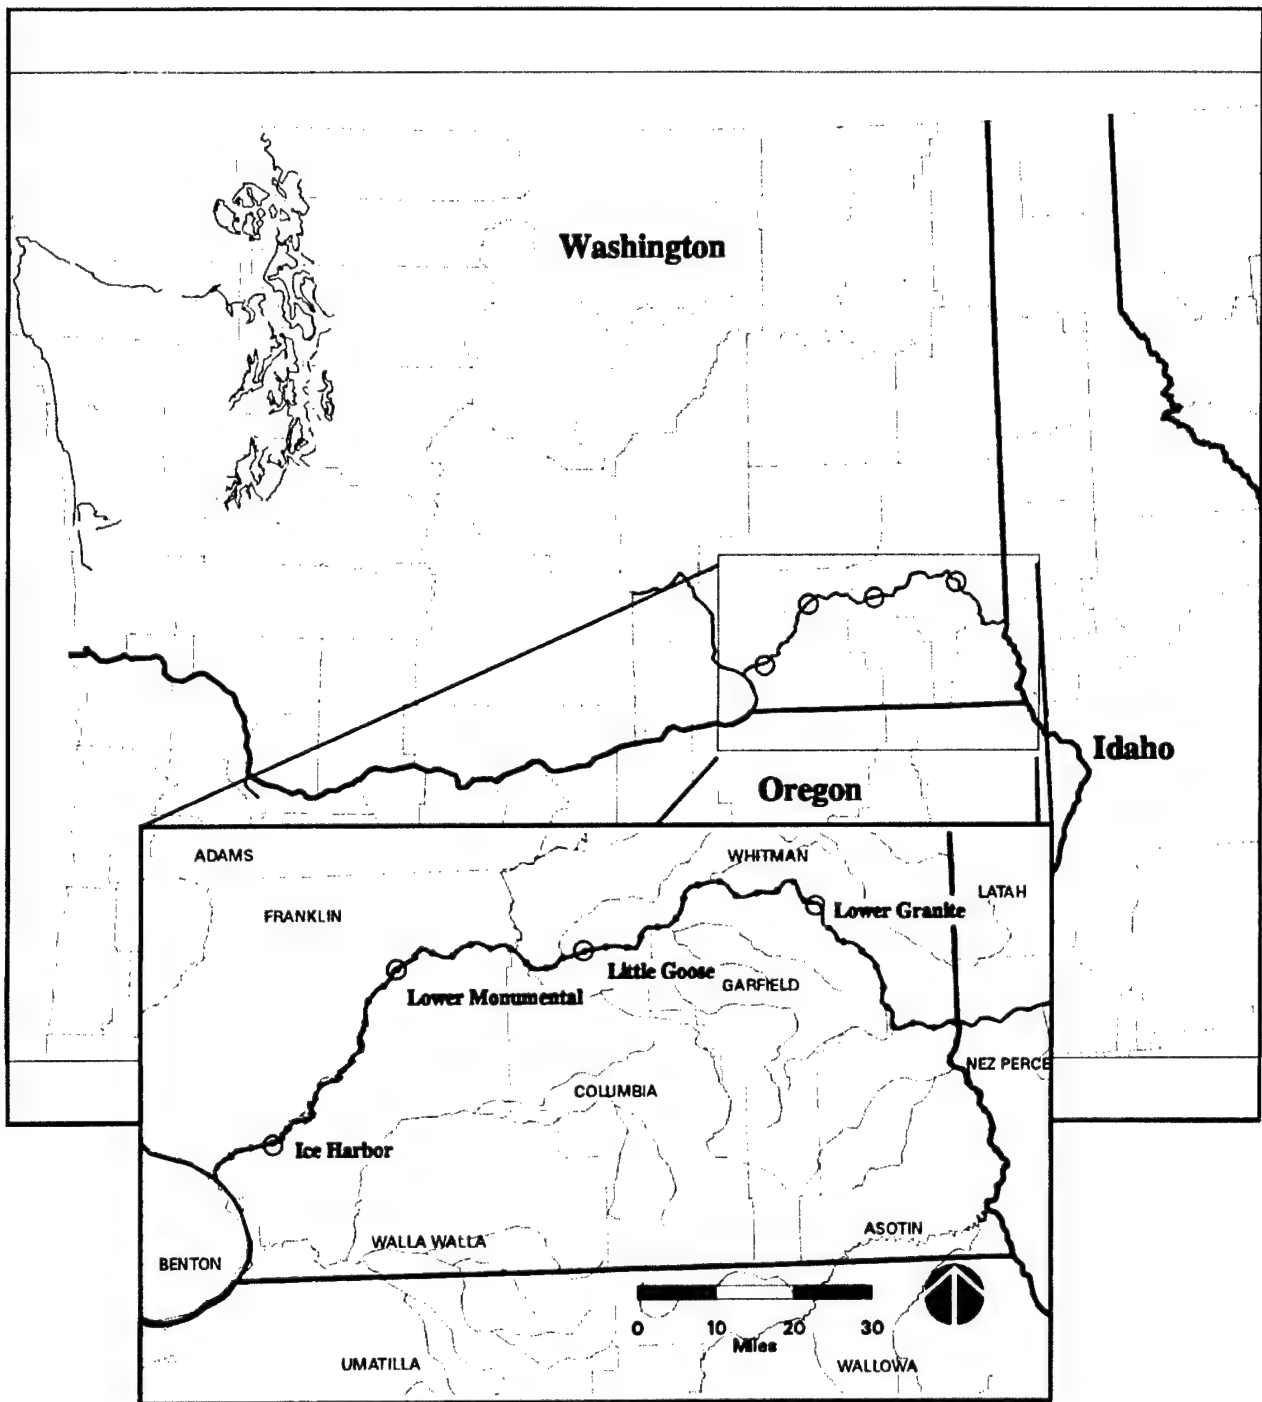 Washington
Idaho
Oregon
ADAMS
WHITMAN
LATAH
FRANKLIN
Lower Granite
Little Goose
GARFIELD
Lower Monumental
NEZ PERCE
COLUMBIA
Ice Harbor
ASOTIN
WALLA WALLA
BENTON
0 10 20 30
Miles
UMATILLA
WALLOWA